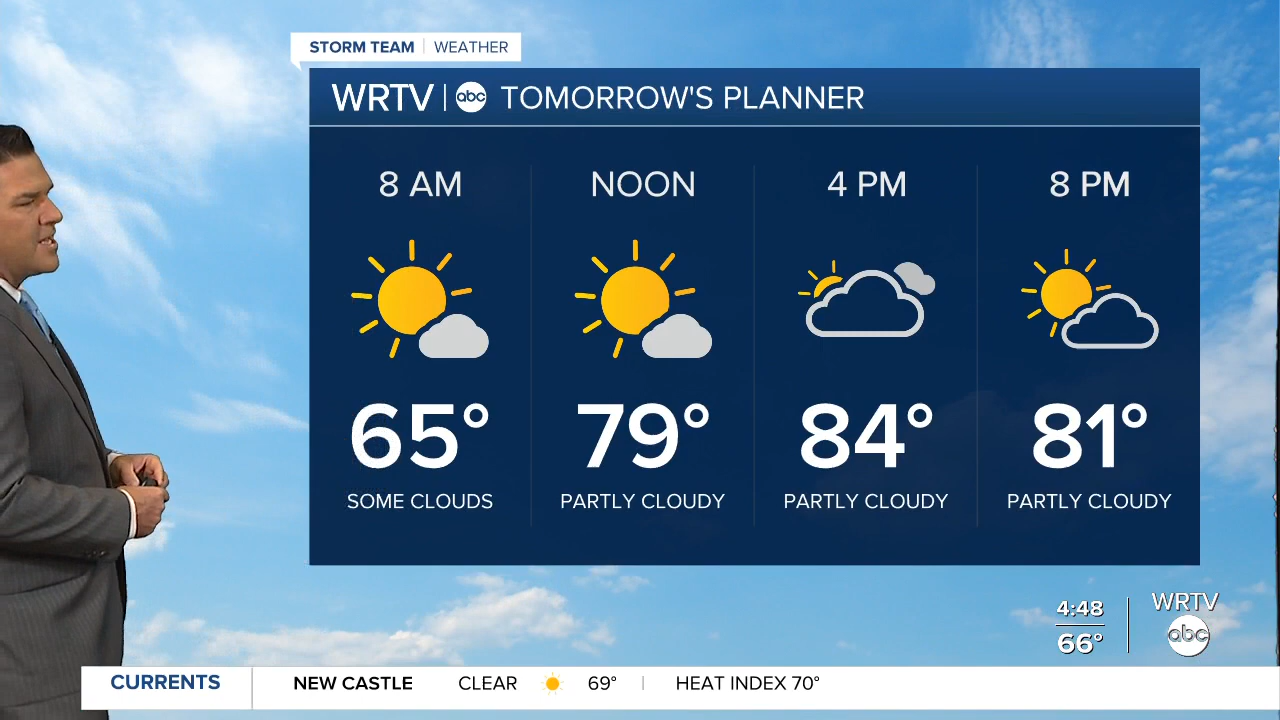 STORM TEAM | WEATHER
WRTV | abc TOMORROW'S PLANNER
8 AM
NOON
4 PM
8 PM
65°
79°
84°
81°
SOME CLOUDS
PARTLY CLOUDY
PARTLY CLOUDY
PARTLY CLOUDY
4:48
66°
WRTV
abc
CURRENTS
NEW CASTLE CLEAR 69° | HEAT INDEX 70°